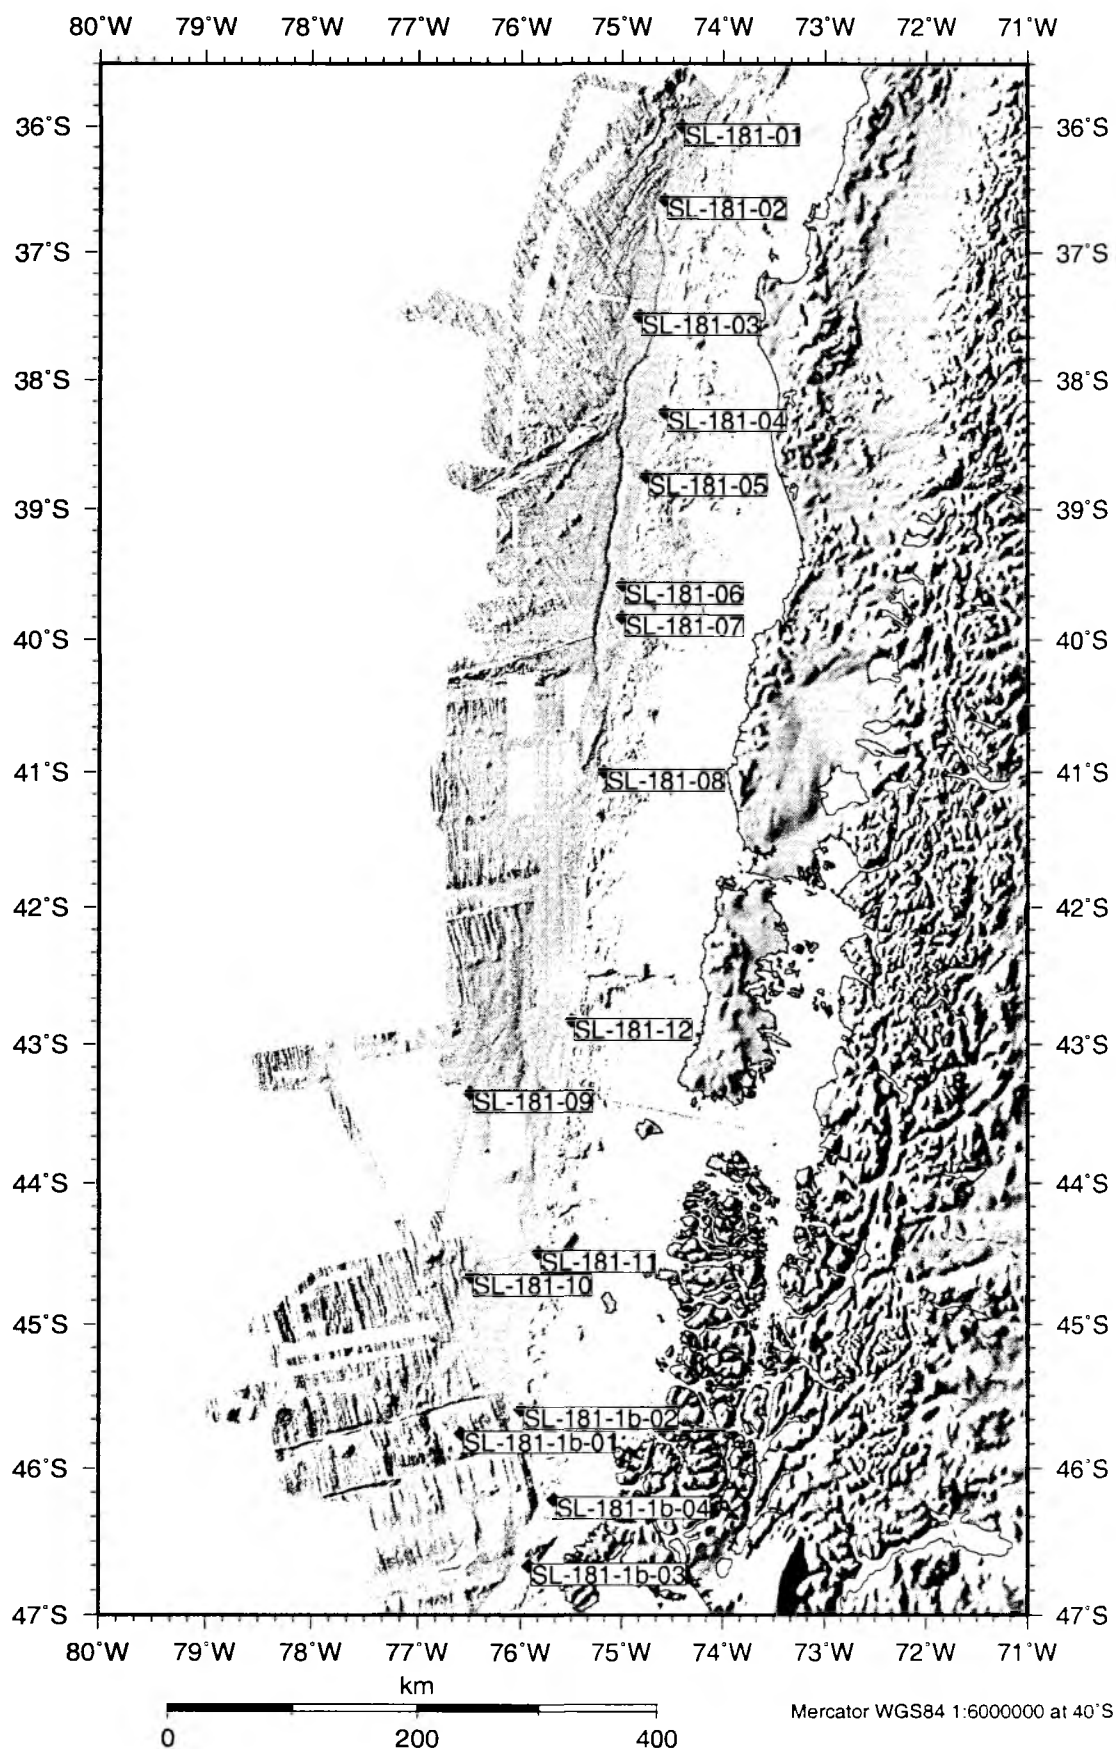 80˚W 79˚W 78˚W 77˚W 76˚W 75˚W 74˚W 73˚W 72˚W 71˚W
36˚S 36˚S
SL-181-01
SL-181-02
37˚S 37˚S
SL-181-03
38˚S 38˚S
SL-181-04
SL-181-05
39˚S 39˚S
SL-181-06
SL-181-07
40˚S 40˚S
41˚S 41˚S
SL-181-08
42˚S 42˚S
SL-181-12
43˚S 43˚S
SL-181-09
44˚S 44˚S
SL-181-11
SL-181-10
45˚S 45˚S
SL-181-1b-02
SL-181-1b-01
46˚S 46˚S
SL-181-1b-04
SL-181-1b-03
47˚S 47˚S
80˚W 79˚W 78˚W 77˚W 76˚W 75˚W 74˚W 73˚W 72˚W 71˚W
km
0 200 400
Mercator WGS84 1:6000000 at 40˚S